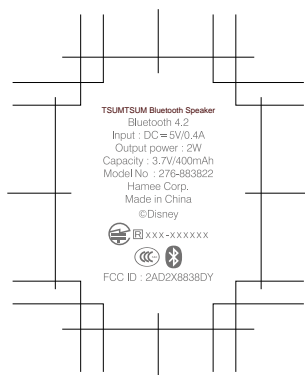 TSUMTSUM Bluetooth Speaker
Bluetooth 4.2
Input : DC=5V/0.4A
Output power : 2W
Capacity : 3.7V/400mAh
Model No : 276-883822
Hamee Corp.
Made in China
©Disney
R xxx-xxxxxx
CCC
FCC ID : 2AD2X8838DY